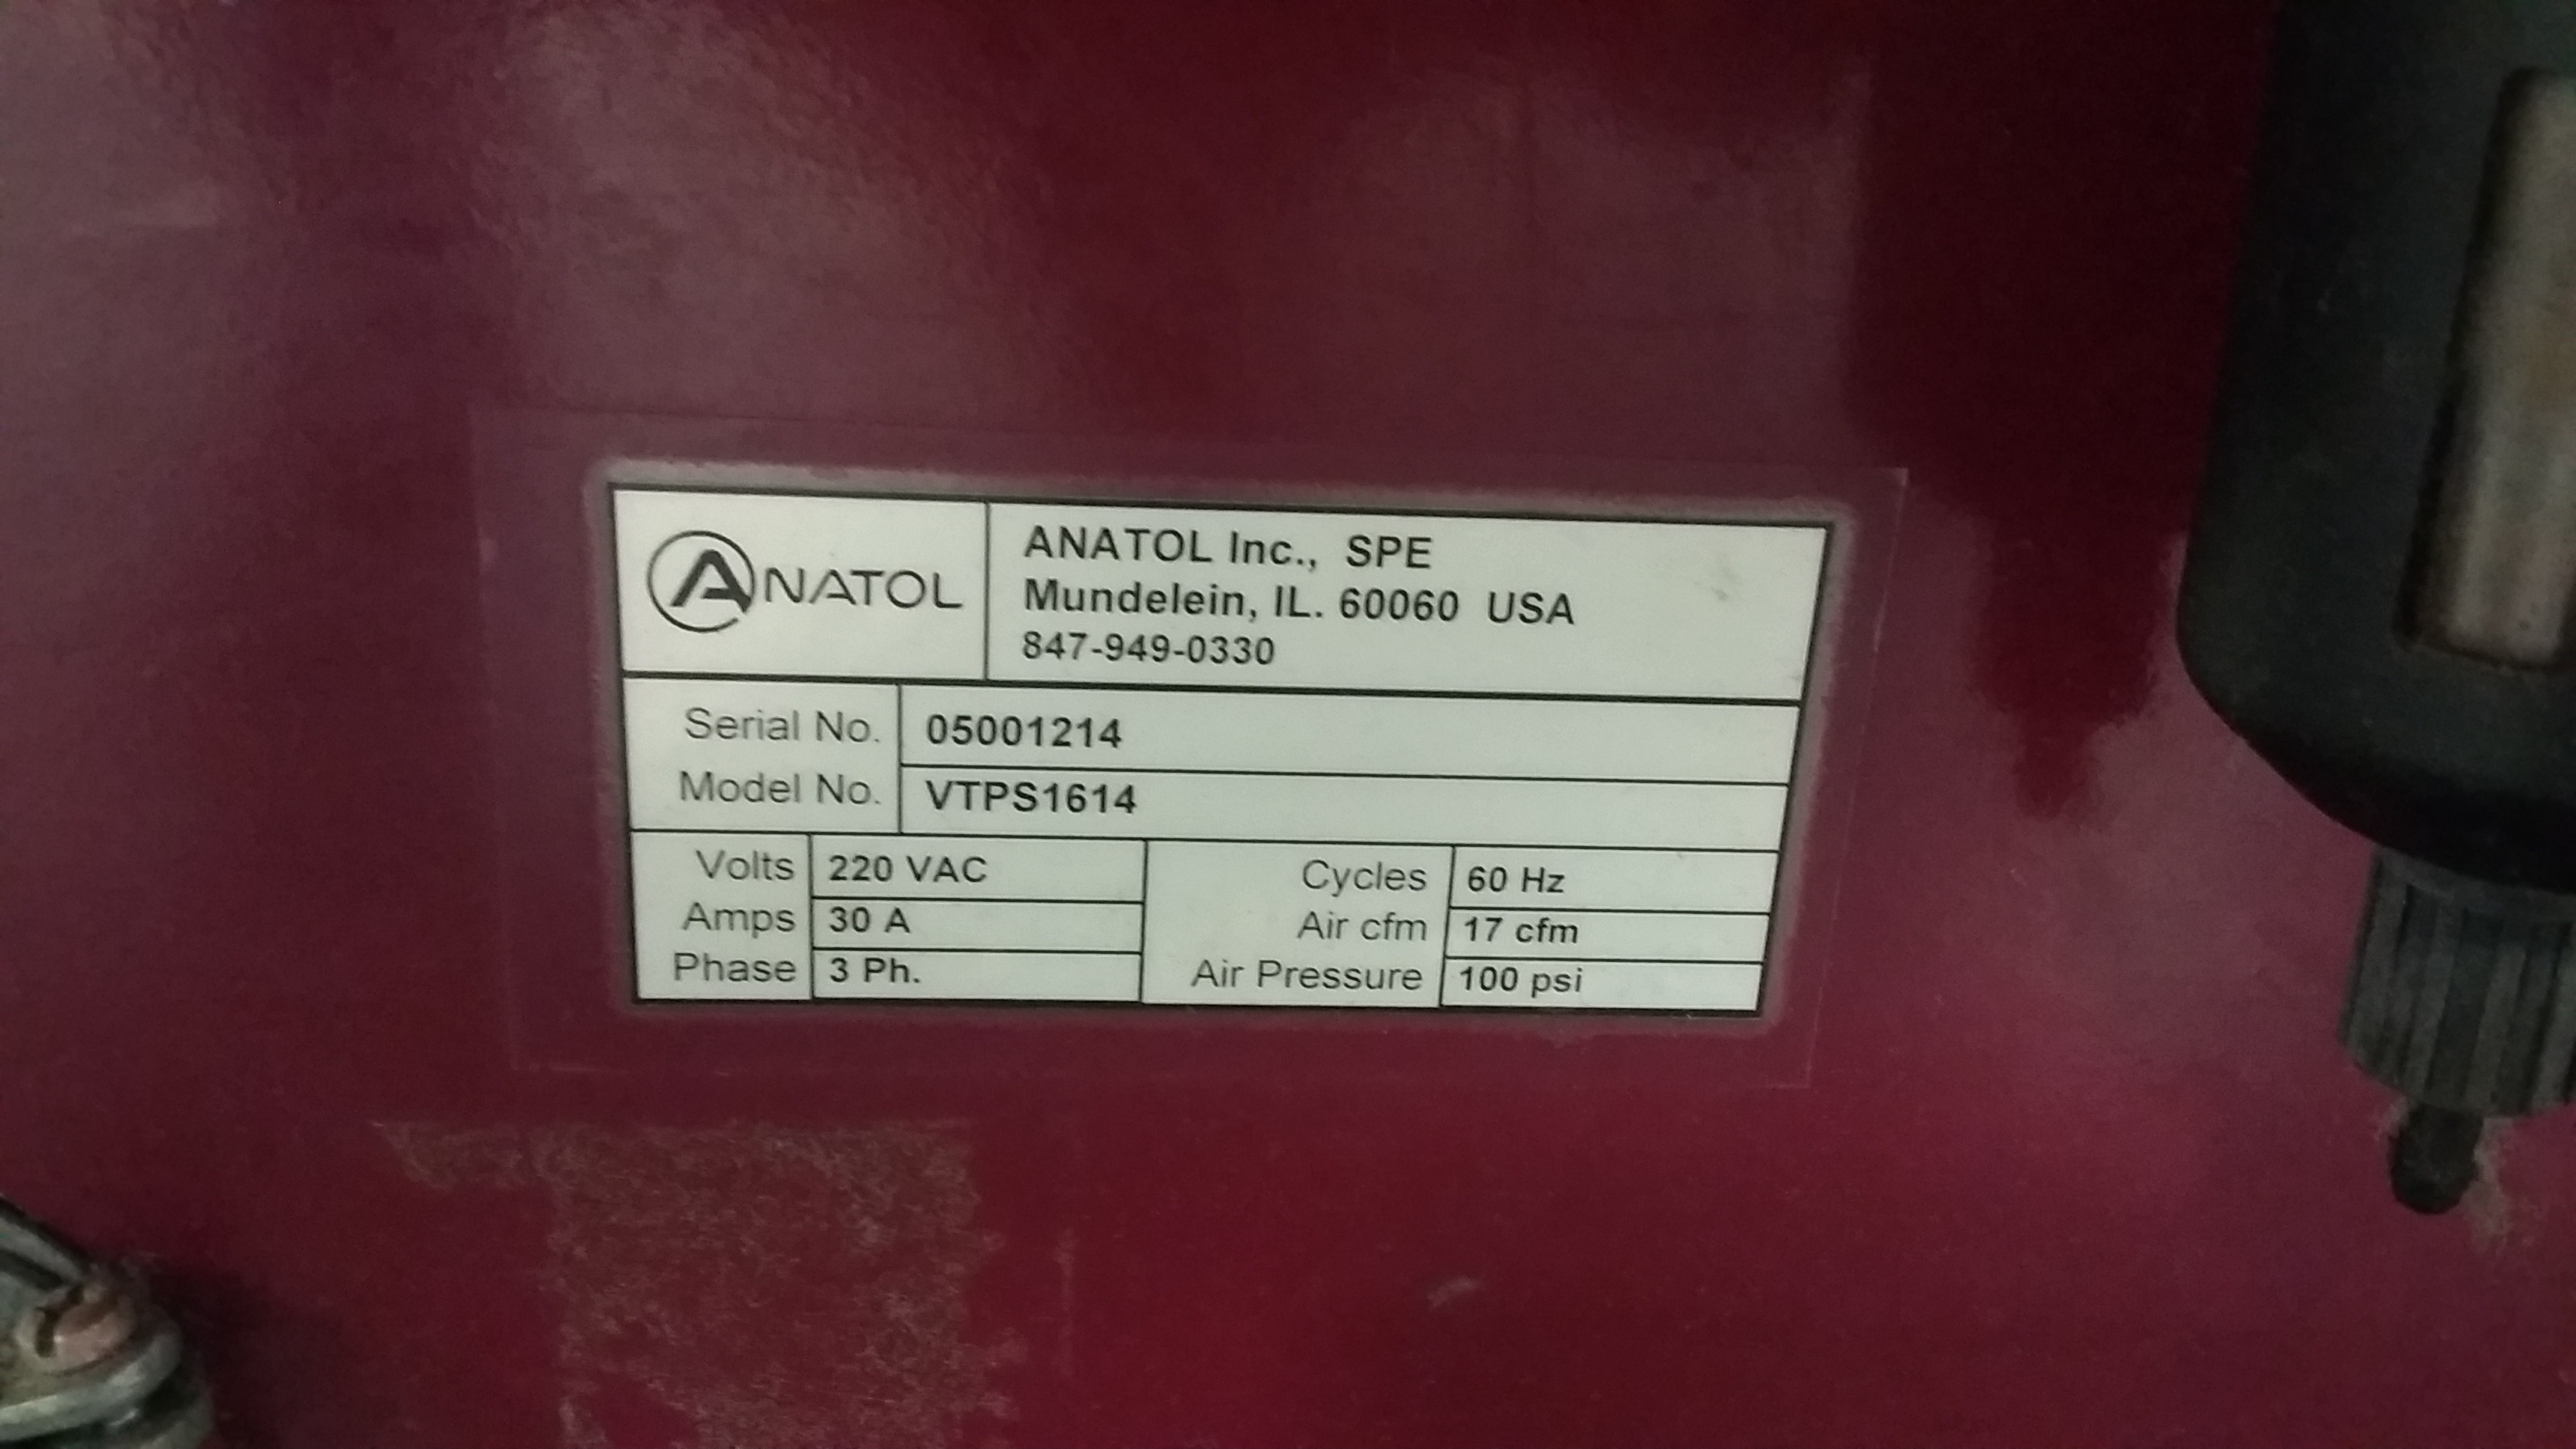 ANATOL
ANATOL Inc., SPE
Mundelein, IL. 60060 USA
847-949-0330
Serial No. 05001214
Model No. VTPS1614
Volts 220 VAC Cycles 60 Hz
Amps 30 A Air cfm 17 cfm
Phase 3 Ph. Air Pressure 100 psi